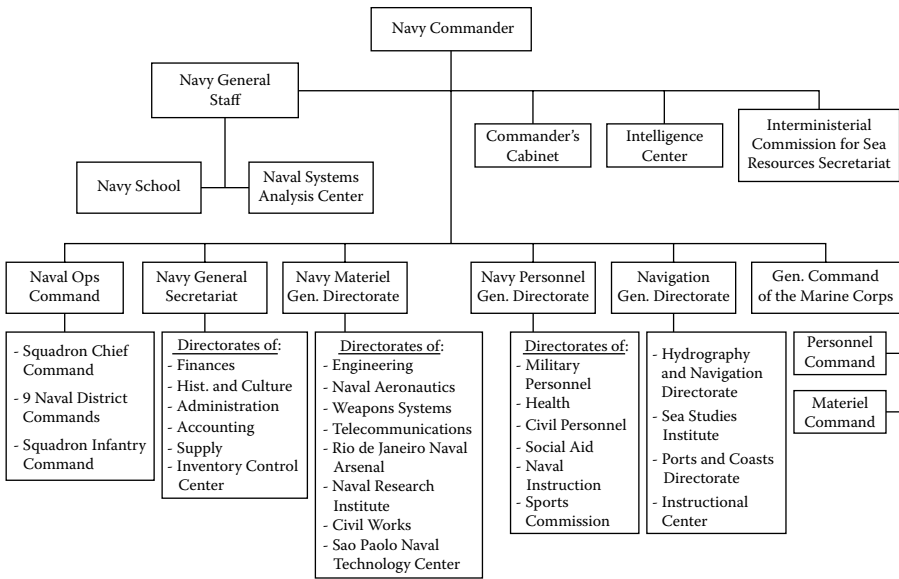 Navy Commander
Navy General
Staff
Commander's
Cabinet
Intelligence
Center
Interministerial
Commission for Sea
Resources Secretariat
Navy School
Naval Systems
Analysis Center
Naval Ops
Command
- Squadron Chief
Command
- 9 Naval District
Commands
- Squadron Infantry
Command
Navy General
Secretariat
Directorates of:
- Finances
- Hist. and Culture
- Administration
- Accounting
- Supply
- Inventory Control
Center
Navy Materiel
Gen. Directorate
Directorates of:
- Engineering
- Naval Aeronautics
- Weapons Systems
- Telecommunications
- Rio de Janeiro Naval
Arsenal
- Naval Research
Institute
- Civil Works
- Sao Paolo Naval
Technology Center
Navy Personnel
Gen. Directorate
Directorates of:
- Military
Personnel
- Health
- Civil Personnel
- Social Aid
- Naval
Instruction
- Sports
Commission
Navigation
Gen. Directorate
- Hydrography
and Navigation
Directorate
- Sea Studies
Institute
- Ports and Coasts
Directorate
- Instructional
Center
Gen. Command
of the Marine Corps
Personnel
Command
Materiel
Command